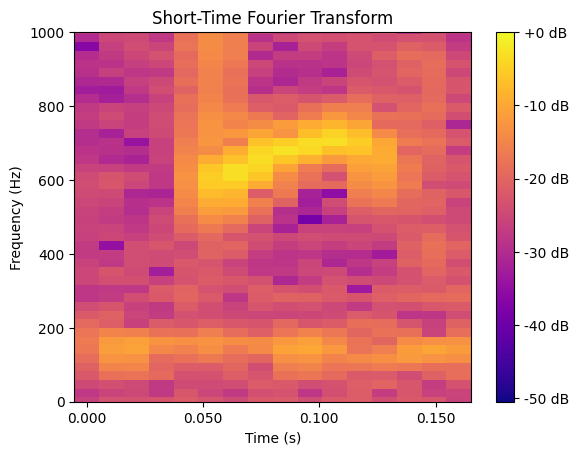 Short-Time Fourier Transform
1000
800
600
400
200
0
Frequency (Hz)
0.000
0.050
0.100
0.150
Time (s)
+0 dB
-10 dB
-20 dB
-30 dB
-40 dB
-50 dB